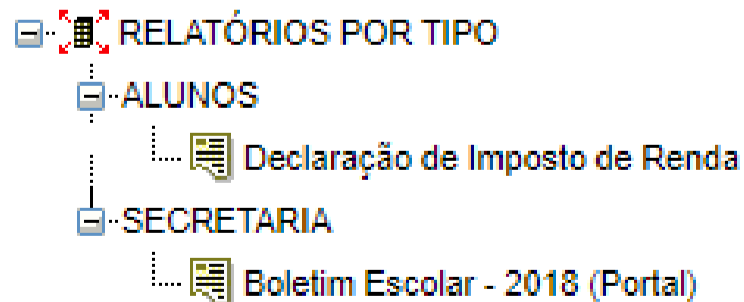 RELATÓRIOS POR TIPO
ALUNOS
Declaração de Imposto de Renda
SECRETARIA
Boletim Escolar - 2018 (Portal)